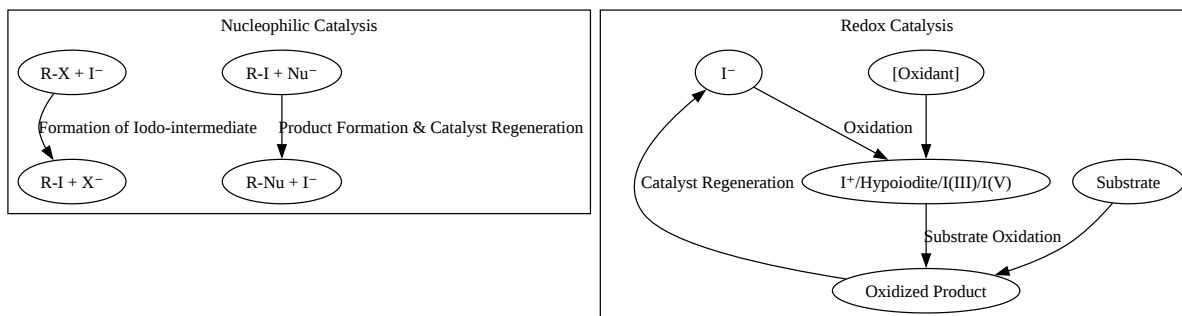 Nucleophilic Catalysis
R-X + I⁻
R-I + Nu⁻
Formation of Iodo-intermediate
Product Formation & Catalyst Regeneration
R-I + X⁻
R-Nu + I⁻
Redox Catalysis
I⁻
[Oxidant]
Oxidation
Catalyst Regeneration
I⁺/Hypoiodite/I(III)/I(V)
Substrate
Substrate Oxidation
Oxidized Product